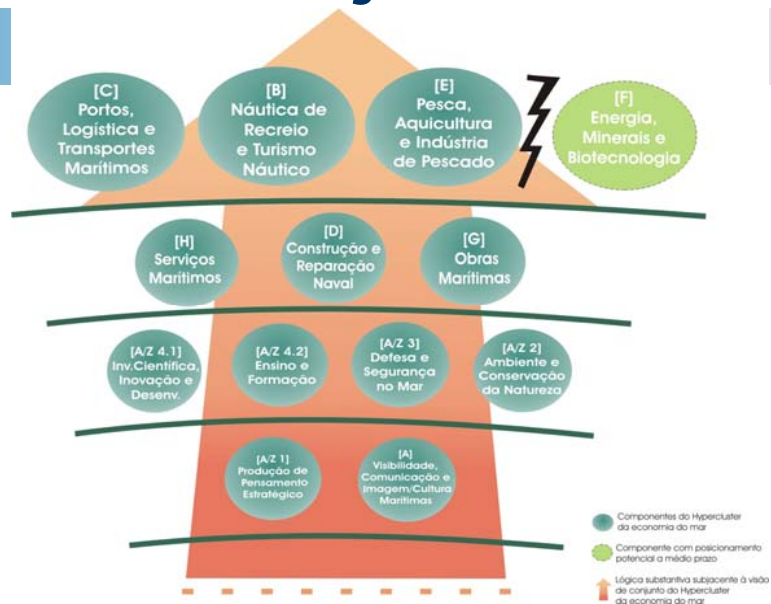 [C]
Portos,
Logística e
Transportes
Marítimos
[B]
Náutica de
Recreio
e Turismo
Náutico
[E]
Pesca,
Aquicultura
e Indústria
de Pescado
[F]
Energia,
Minerais e
Biotecnologia
[H]
Serviços
Marítimos
[D]
Construção e
Reparação
Naval
[G]
Obras
Marítimas
[A/Z 4.1]
Inv.Científica,
Inovação e
Desenv.
[A/Z 4.2]
Ensino e
Formação
[A/Z 3]
Defesa e
Segurança
no Mar
[A/Z 2]
Ambiente e
Conservação
da Natureza
[A/Z 1]
Produção de
Pensamento
Estratégico
[A]
Visibilidade,
Comunicação e
Imagem/Cultura
Marítimas
Componentes do Hypercluster
da economia do mar
Componente com posicionamento
potencial a médio prazo
Lógica substantiva subjacente à visão
de conjunto do Hypercluster
da economia do mar